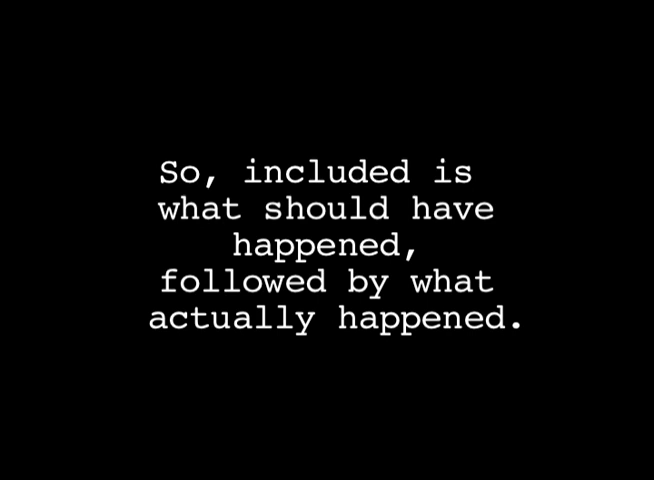 So, included is
what should have
happened,
followed by what
actually happened.